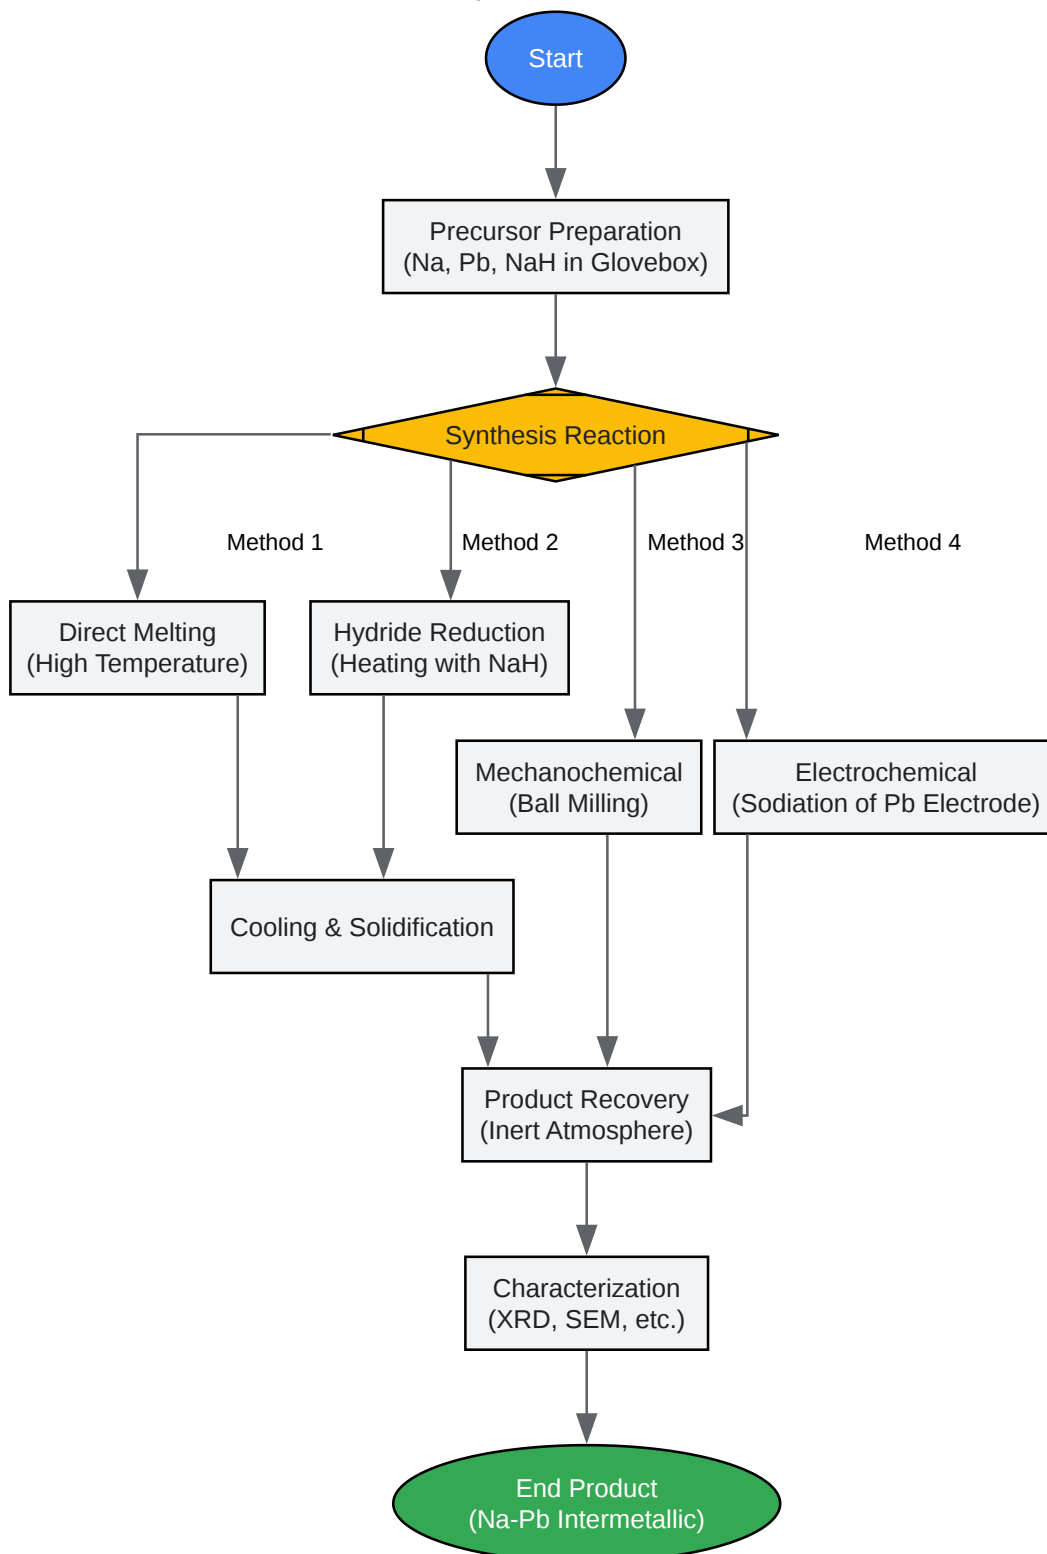 Start
Precursor Preparation
(Na, Pb, NaH in Glovebox)
Synthesis Reaction
Method 1
Method 2
Method 3
Method 4
Direct Melting
(High Temperature)
Hydride Reduction
(Heating with NaH)
Mechanochemical
(Ball Milling)
Electrochemical
(Sodiation of Pb Electrode)
Cooling & Solidification
Product Recovery
(Inert Atmosphere)
Characterization
(XRD, SEM, etc.)
End Product
(Na-Pb Intermetallic)